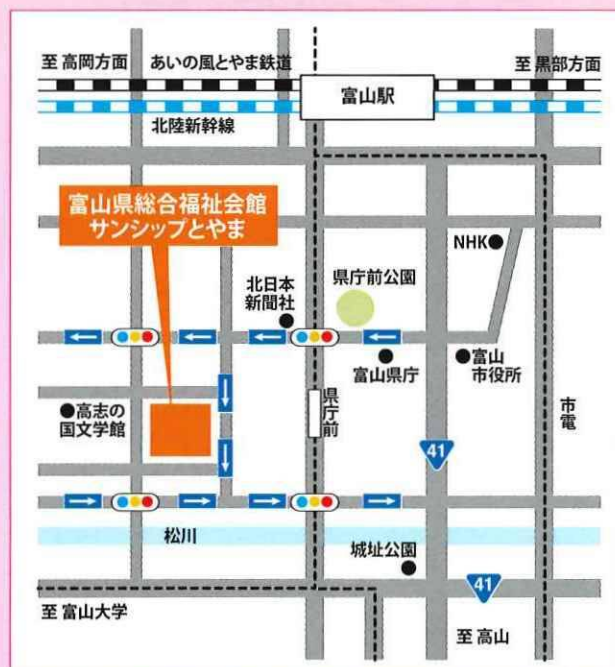 至 高岡方面
あいの風とやま鉄道
至 黒部方面
富山駅
北陸新幹線
富山県総合福祉会館
サンシップとやま
NHK
北日本
新聞社
県庁前公園
富山県庁
富山
市役所
高志の
国文学館
県庁前
市電
41
松川
城址公園
41
至 富山大学
至 高山